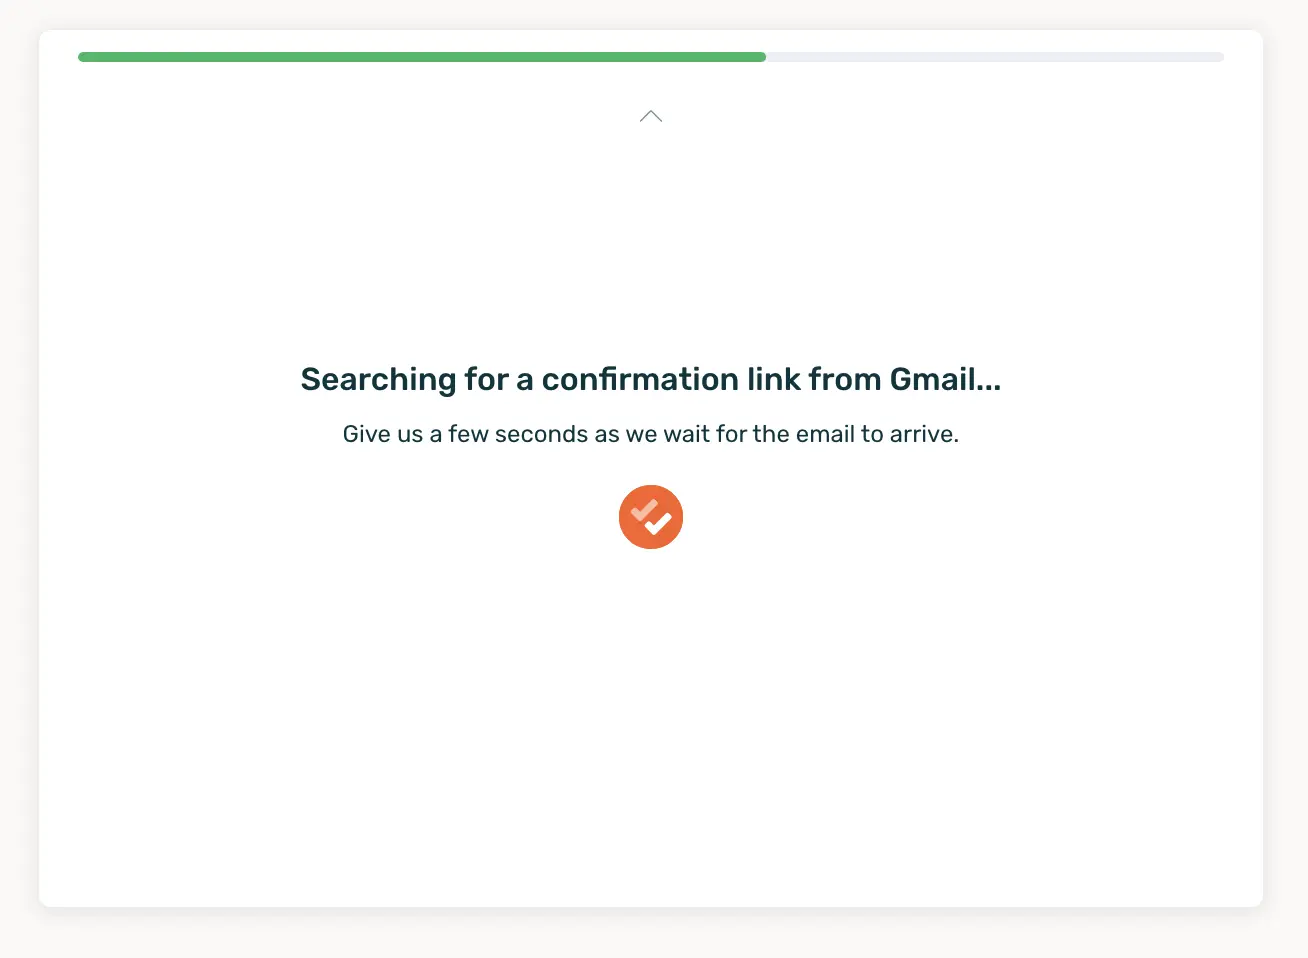 Searching for a confirmation link from Gmail...
Give us a few seconds as we wait for the email to arrive.